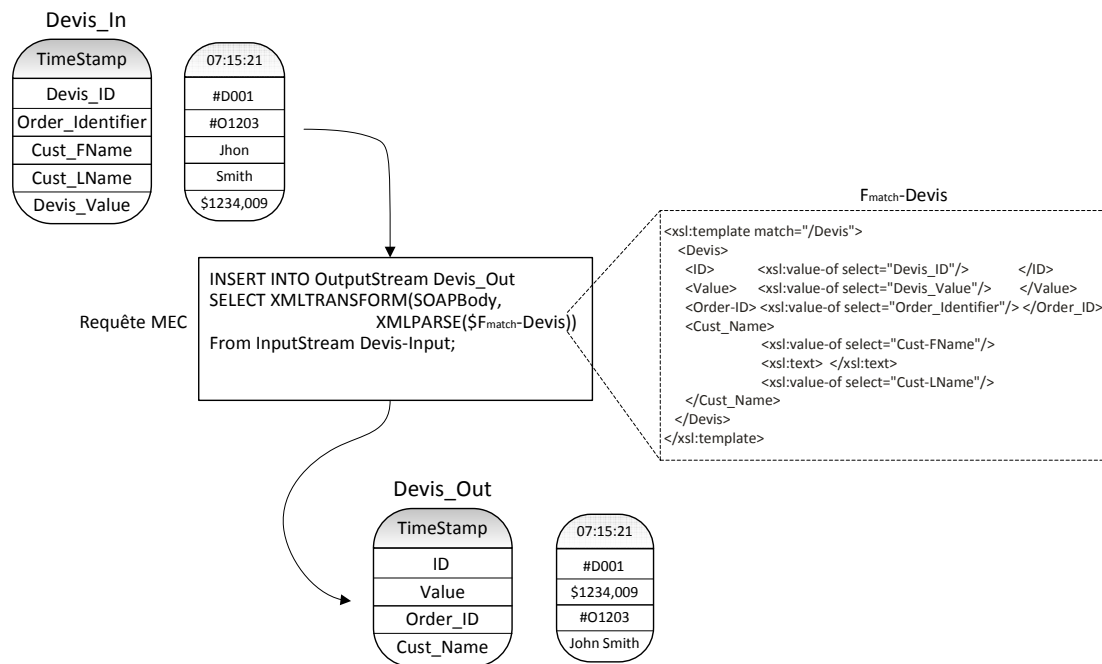 Devis_In
TimeStamp
Devis_ID
Order_Identifier
Cust_FName
Cust_LName
Devis_Value
07:15:21
#D001
#O1203
Jhon
Smith
$1234,009
Requête MEC
INSERT INTO OutputStream Devis_Out
SELECT XMLTRANSFORM(SOAPBody,
XMLPARSE($Fmatch-Devis))
From InputStream Devis-Input;
Fmatch-Devis
<xsl:template match="/Devis">
<Devis>
<ID> <xsl:value-of select="Devis_ID"/> </ID>
<Value> <xsl:value-of select="Devis_Value"/> </Value>
<Order-ID> <xsl:value-of select="Order_Identifier"/> </Order_ID>
<Cust_Name>
<xsl:value-of select="Cust-FName"/>
<xsl:text> </xsl:text>
<xsl:value-of select="Cust-LName"/>
</Cust_Name>
</Devis>
</xsl:template>
Devis_Out
TimeStamp
ID
Value
Order_ID
Cust_Name
07:15:21
#D001
$1234,009
#O1203
John Smith